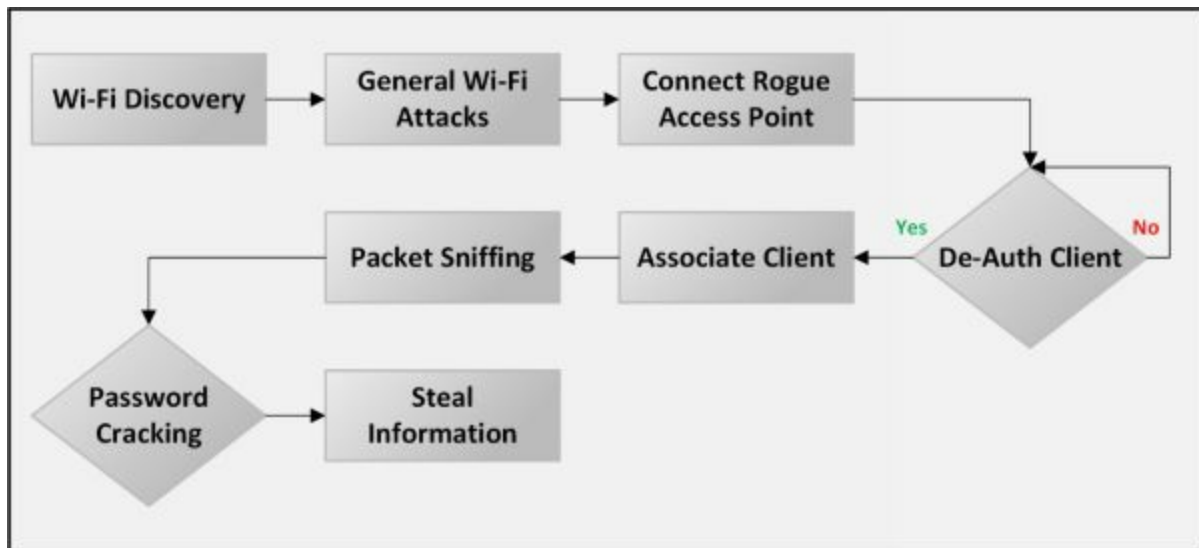 Wi-Fi Discovery
General Wi-Fi
Attacks
Connect Rogue
Access Point
De-Auth Client
Yes
No
Associate Client
Packet Sniffing
Password
Cracking
Steal
Information